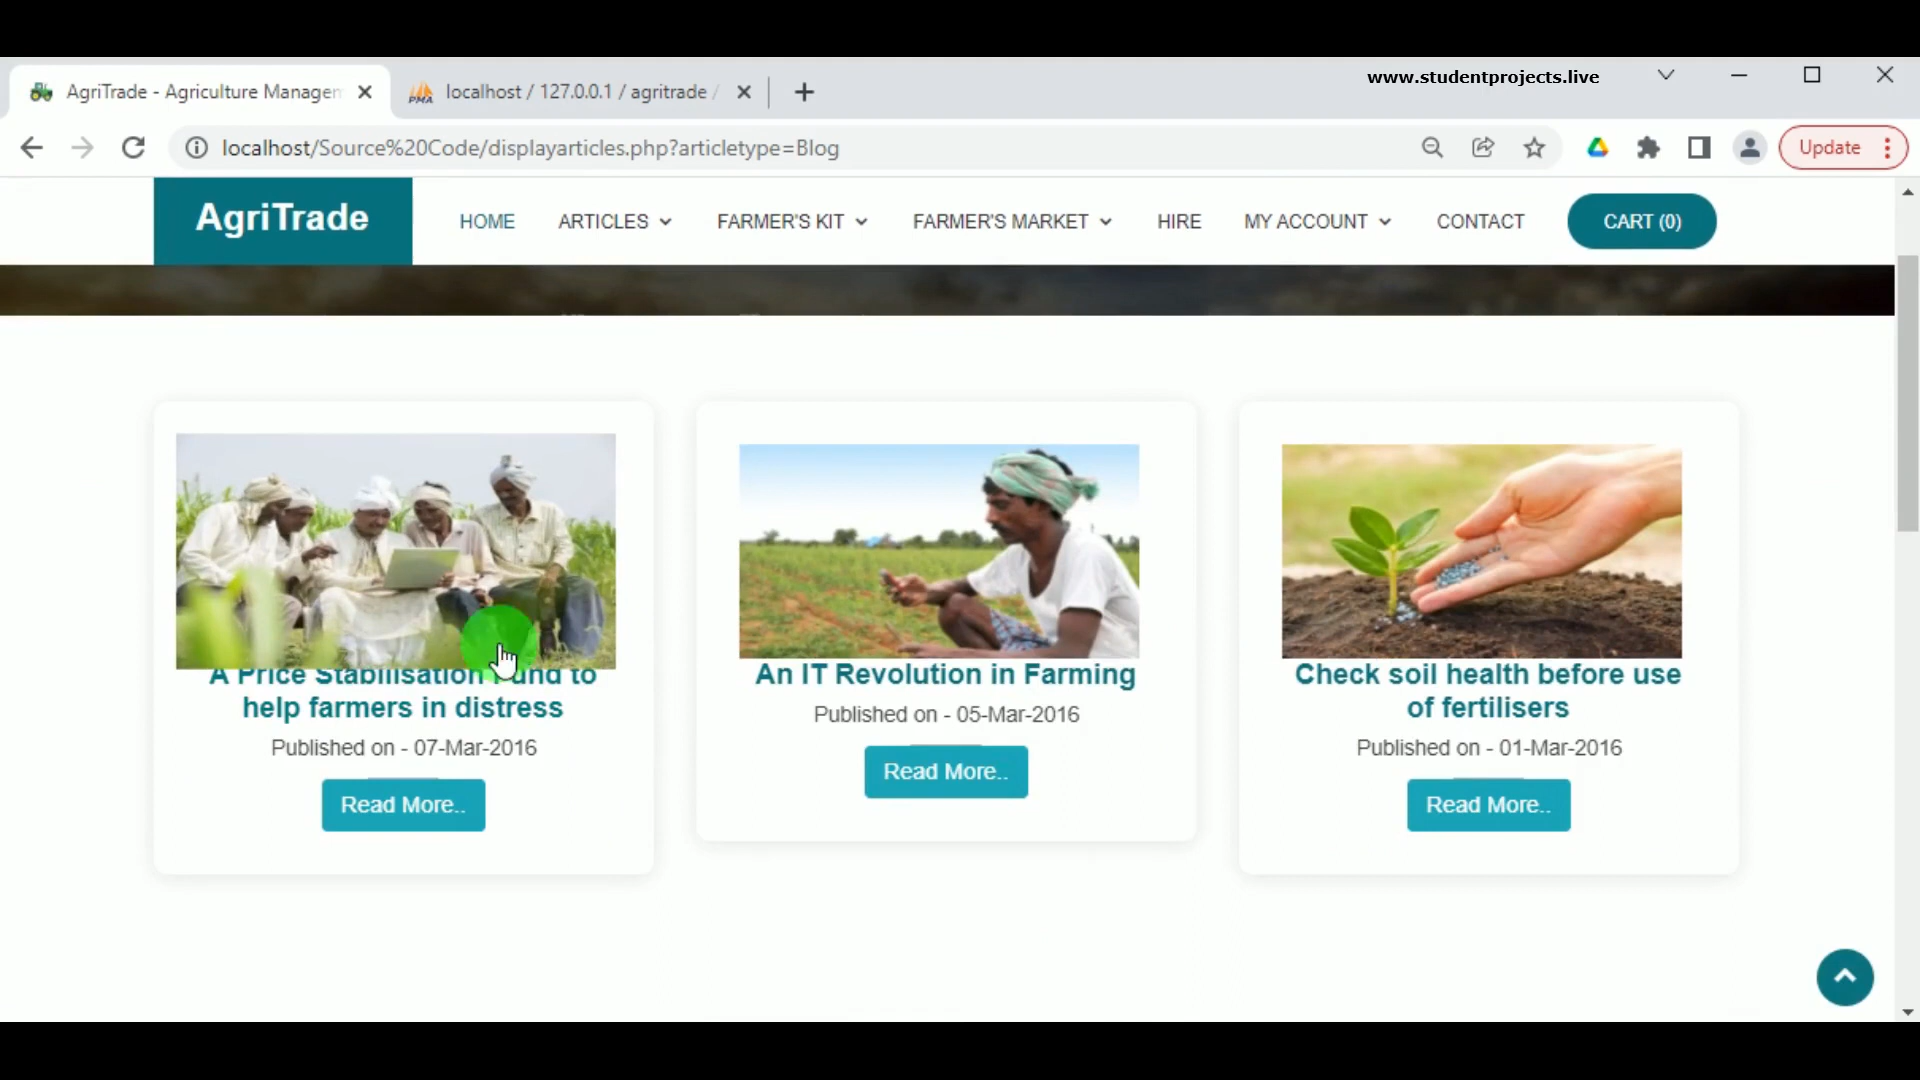 www.studentprojects.live
AgriTrade - Agriculture Managen
localhost / 127.0.0.1 / agritrade /
localhost/Source%20Code/displayarticles.php?articletype=Blog
Update
AgriTrade
HOME
ARTICLES
FARMER'S KIT
FARMER'S MARKET
HIRE
MY ACCOUNT
CONTACT
CART (0)
A Price Stabilisation Fund to
help farmers in distress
Published on - 07-Mar-2016
Read More..
An IT Revolution in Farming
Published on - 05-Mar-2016
Read More..
Check soil health before use
of fertilisers
Published on - 01-Mar-2016
Read More..